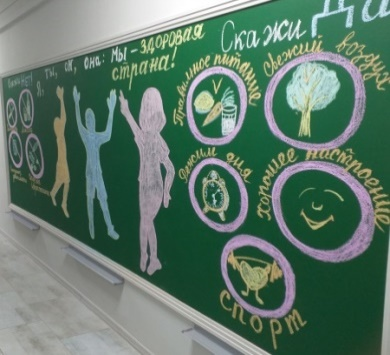 Я, ты, он, она: мы - ЗДОРОВАЯ
страна!
Скажи Да
Правильное питание
Свежий воздух
Режим дня
Хорошее настроение
спорт